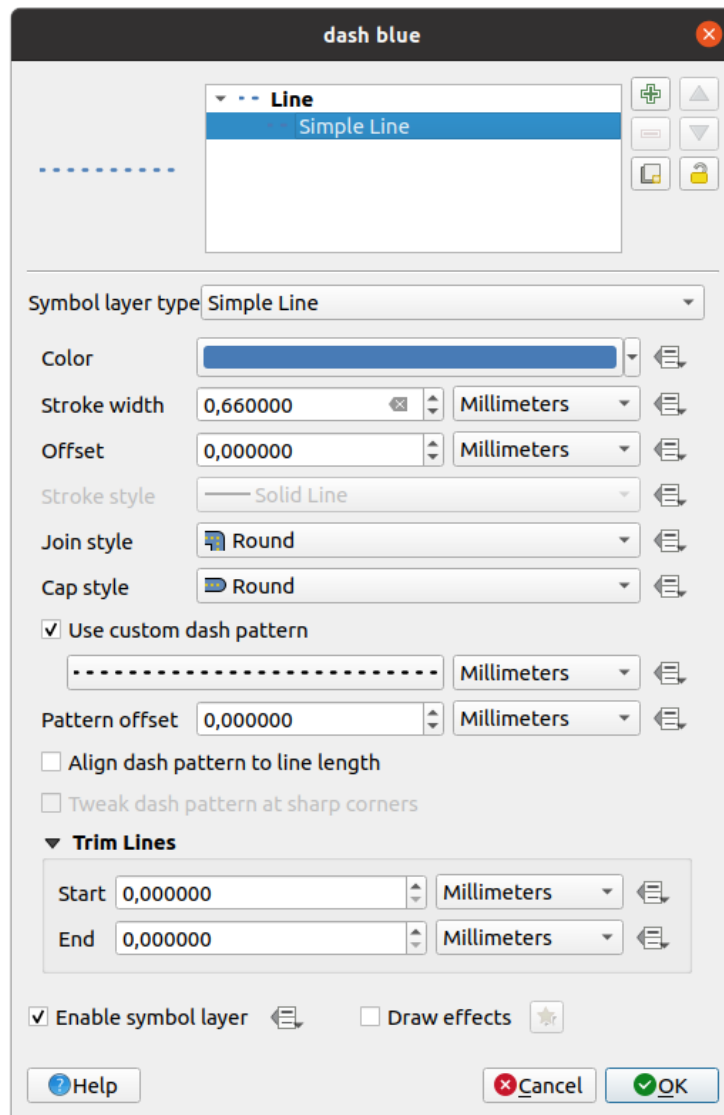 dash blue
Line
Simple Line
Symbol layer type Simple Line
Color
Stroke width 0,660000 Millimeters
Offset 0,000000 Millimeters
Stroke style Solid Line
Join style Round
Cap style Round
Use custom dash pattern
Millimeters
Pattern offset 0,000000 Millimeters
Align dash pattern to line length
Tweak dash pattern at sharp corners
Trim Lines
Start 0,000000 Millimeters
End 0,000000 Millimeters
Enable symbol layer Draw effects
Help Cancel OK